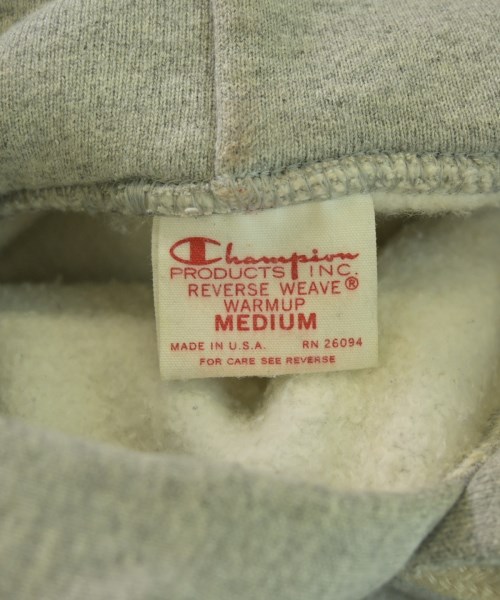 Champion
PRODUCTS INC.
REVERSE WEAVE®
WARMUP
MEDIUM
MADE IN U.S.A. RN 26094
FOR CARE SEE REVERSE